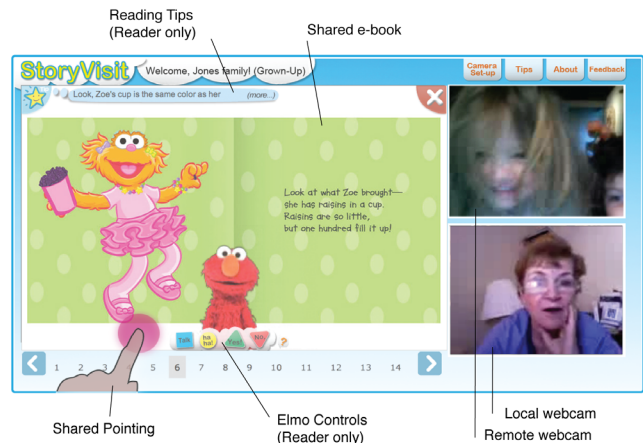 Reading Tips
(Reader only)
Shared e-book
StoryVisit
Welcome, Jones family! (Grown-Up)
Camera
Set-up
Tips
About
Feedback
Look, Zoe's cup is the same color as her (more...)
Look at what Zoe brought—
she has raisins in a cup.
Raisins are so little,
but one hundred fill it up!
Talk
ha
ha!
Yes!
No.
?
1 2 3 4 5 6 7 8 9 10 11 12 13 14
Shared Pointing
Elmo Controls
(Reader only)
Local webcam
Remote webcam